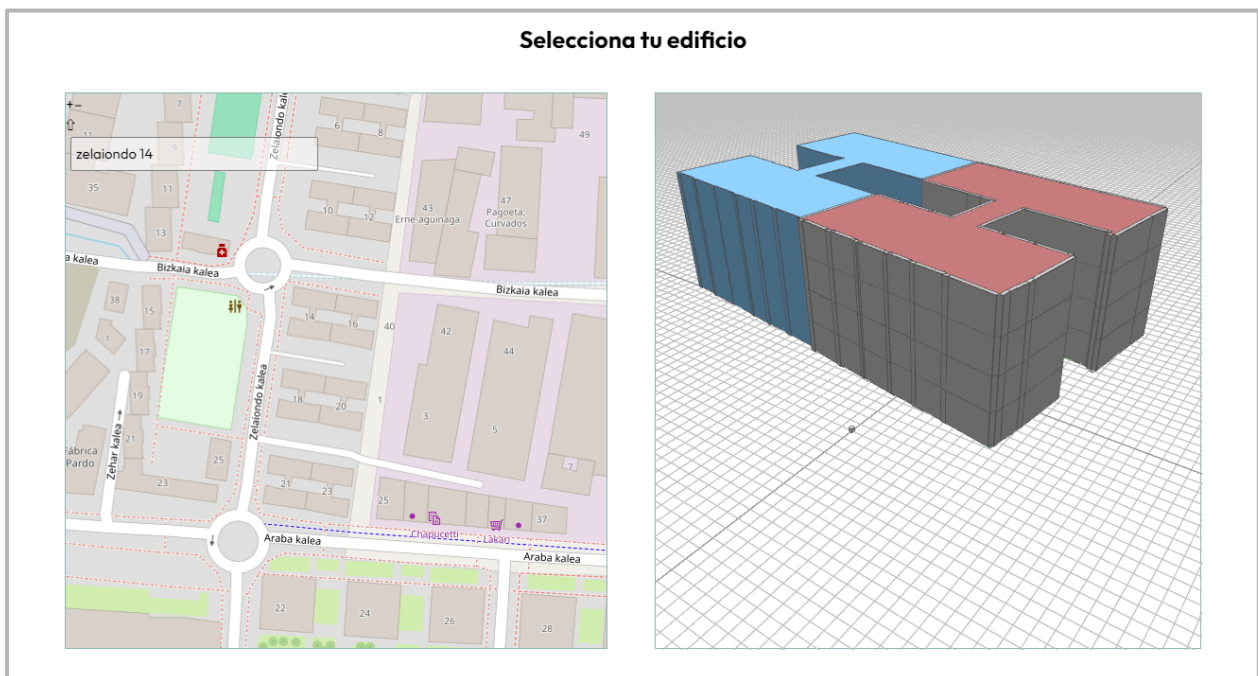 Selecciona tu edificio
+−
⇧
zelaiondo 14
7
11
9
35
11
13
6
8
10
12
Zelaiondo kale
43
Erne-aguinaga
47
Pagoeta,
Curvados
49
a kalea
Bizkaia kalea
Bizkaia kalea
38
15
1
17
19
21
23
25
Zehar kalea
Fábrica
Pardo
Zelaiondo kalea
14
16
18
20
21
23
40
1
42
44
3
5
7
25
37
Chapucetti
Lakari
Araba kalea
Araba kalea
22
24
26
28